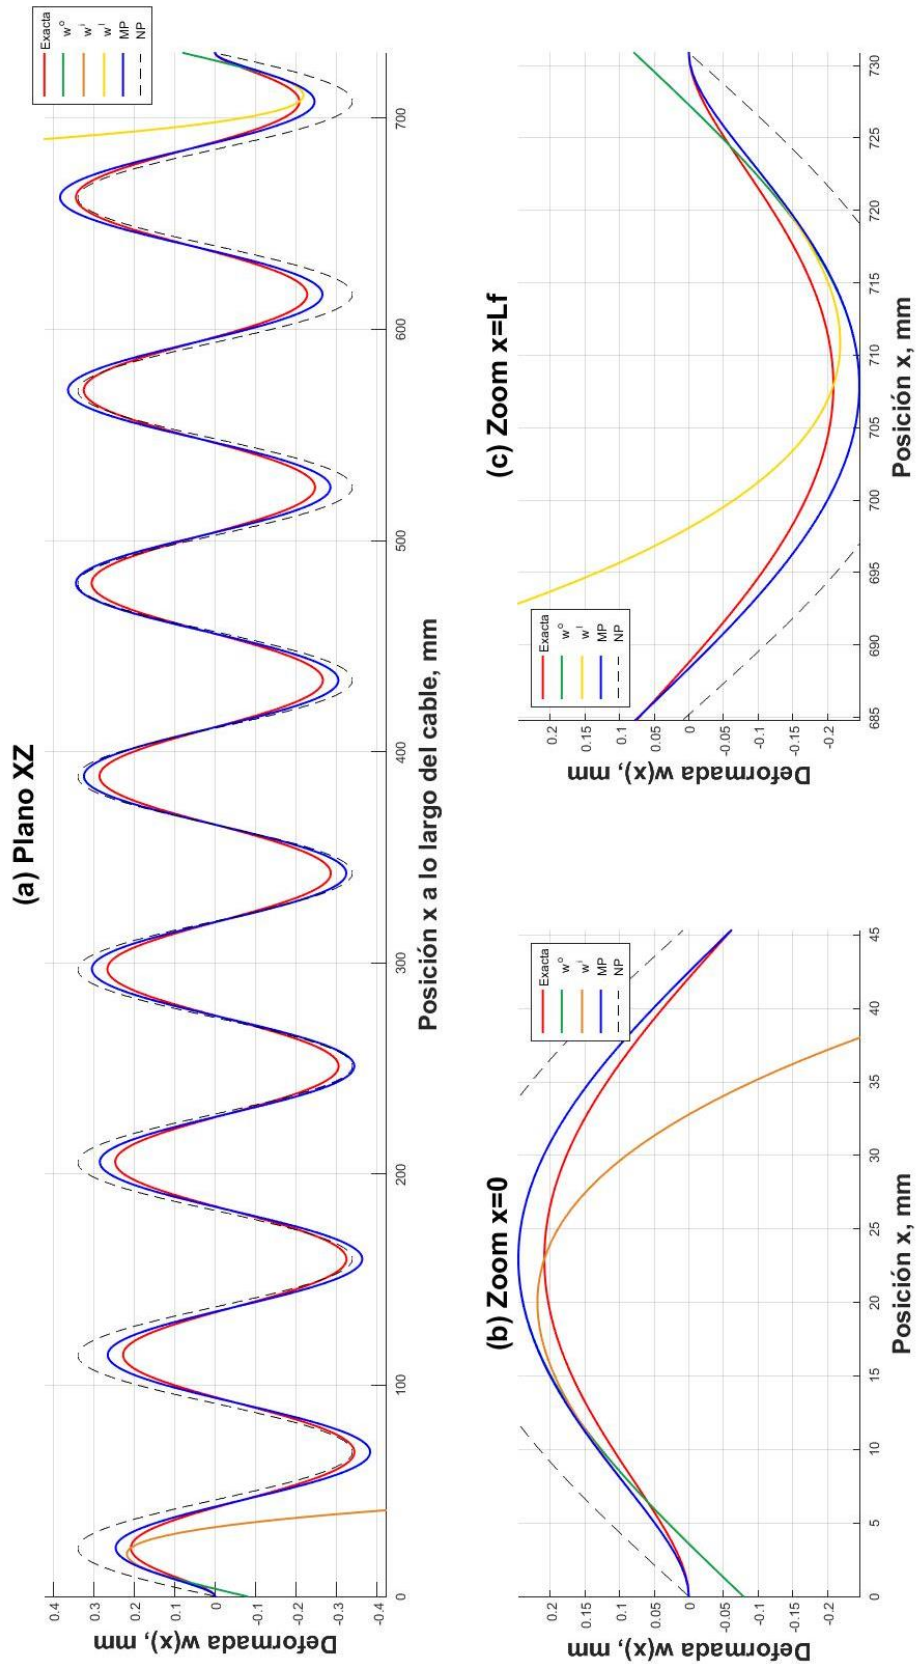 (a) Plano XZ
Exacta
w^o
w^i
w^l
MP
NP
Deformada w(x), mm
0.4
0.3
0.2
0.1
0
-0.1
-0.2
-0.3
-0.4
0 100 200 300 400 500 600 700
Posición x a lo largo del cable, mm
(b) Zoom x=0
Exacta
w^o
w^i
MP
NP
Deformada w(x), mm
0.2
0.15
0.1
0.05
0
-0.05
-0.1
-0.15
-0.2
0 5 10 15 20 25 30 35 40 45
Posición x, mm
(c) Zoom x=Lf
Exacta
w^o
w^l
MP
NP
Deformada w(x), mm
0.2
0.15
0.1
0.05
0
-0.05
-0.1
-0.15
-0.2
685 690 695 700 705 710 715 720 725 730
Posición x, mm